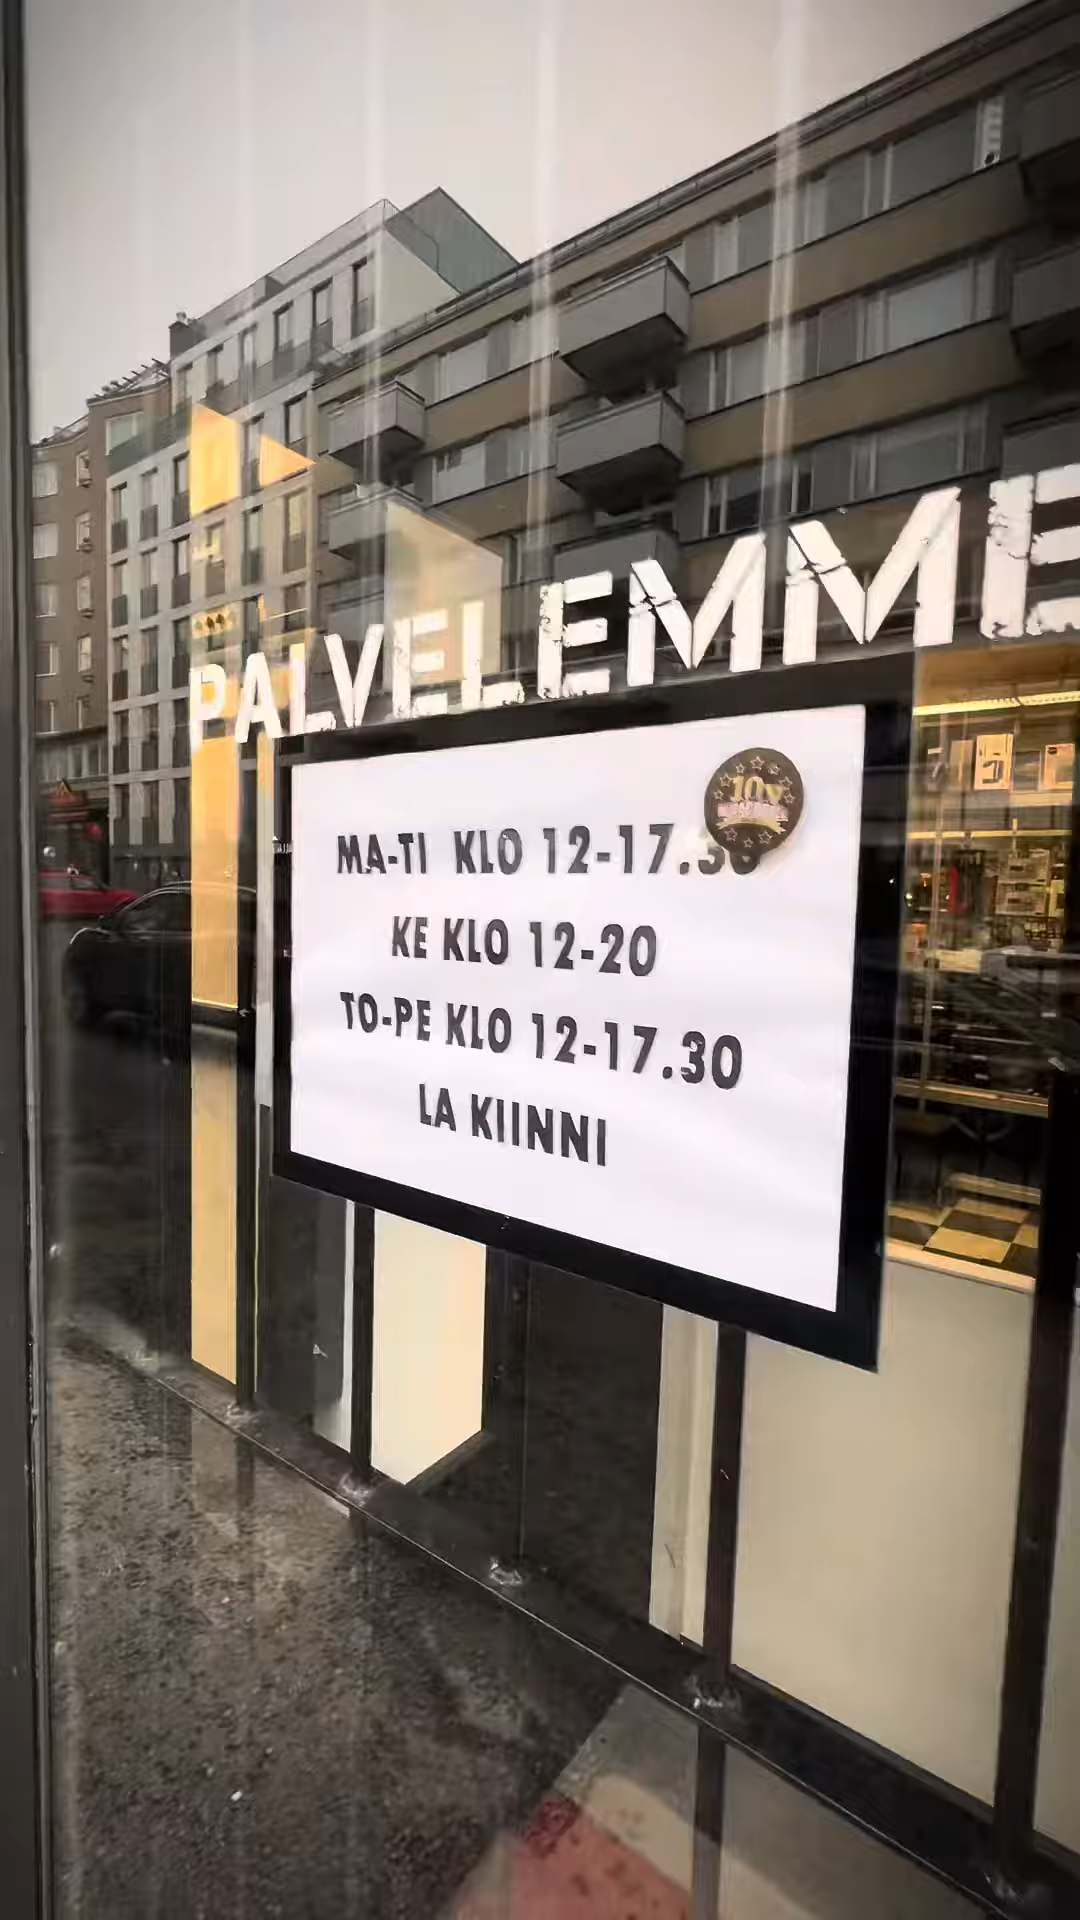 PALVELEMME
10v
MA-TI KLO 12-17.30
KE KLO 12-20
TO-PE KLO 12-17.30
LA KIINNI